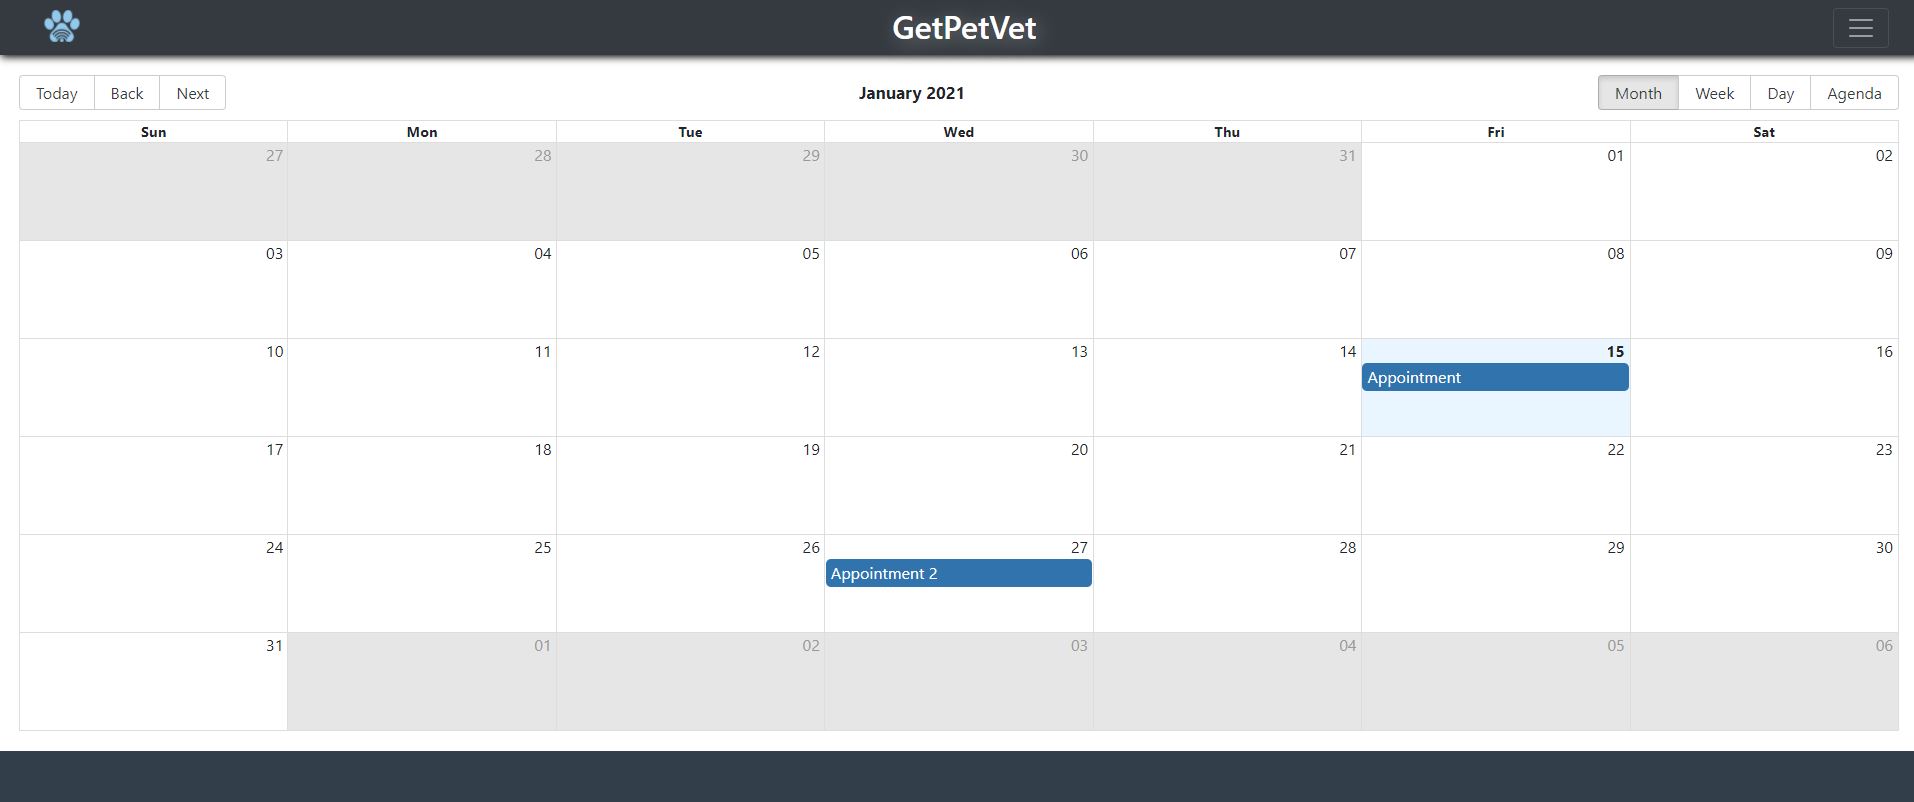 GetPetVet
Today Back Next January 2021 Month Week Day Agenda
Sun Mon Tue Wed Thu Fri Sat
27 28 29 30 31 01 02
03 04 05 06 07 08 09
10 11 12 13 14 15 16
Appointment
17 18 19 20 21 22 23
24 25 26 27 28 29 30
Appointment 2
31 01 02 03 04 05 06